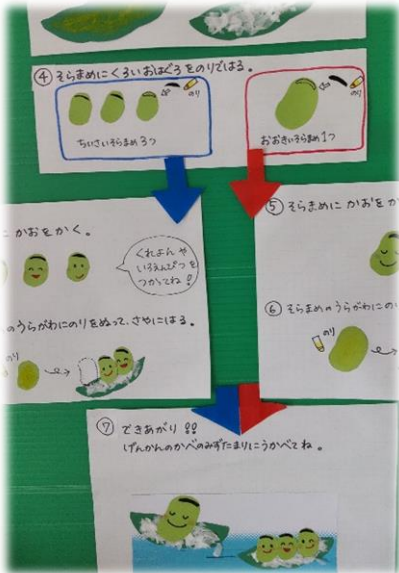 ④ そらまめにくろいおはぐろをのりではる。
のり
のり
ちいさいそらまめ3つ
おおきいそらまめ1つ
にかおをかく。
⑤ そらまめに かおをか
くれよんや
いろえんぴつを
つかってね!
のうらがわにのりをぬって、さやにはる。
のり
⑥ そらまめのうらがわにの
のり
⑦ できあがり!!
げんかんのかべのみずたまりにうかべてね。